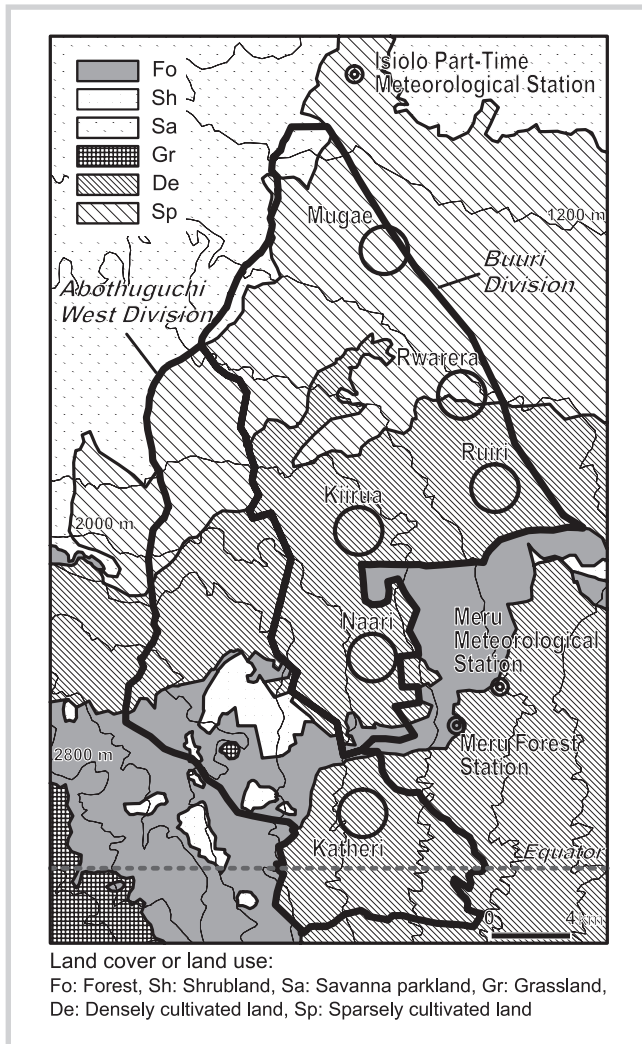 Isiolo Part-Time
Meteorological Station
Fo
Sh
Sa
Gr
De
Sp
1200 m
Mugae
Buuri
Division
Abothuguchi
West Division
Rwarera
Ruiri
Kiirua
2000 m
Naari
Meru
Meteorological
Station
Meru Forest
Station
2800 m
Katheri
Equator
0 4 km
Land cover or land use:
Fo: Forest, Sh: Shrubland, Sa: Savanna parkland, Gr: Grassland,
De: Densely cultivated land, Sp: Sparsely cultivated land